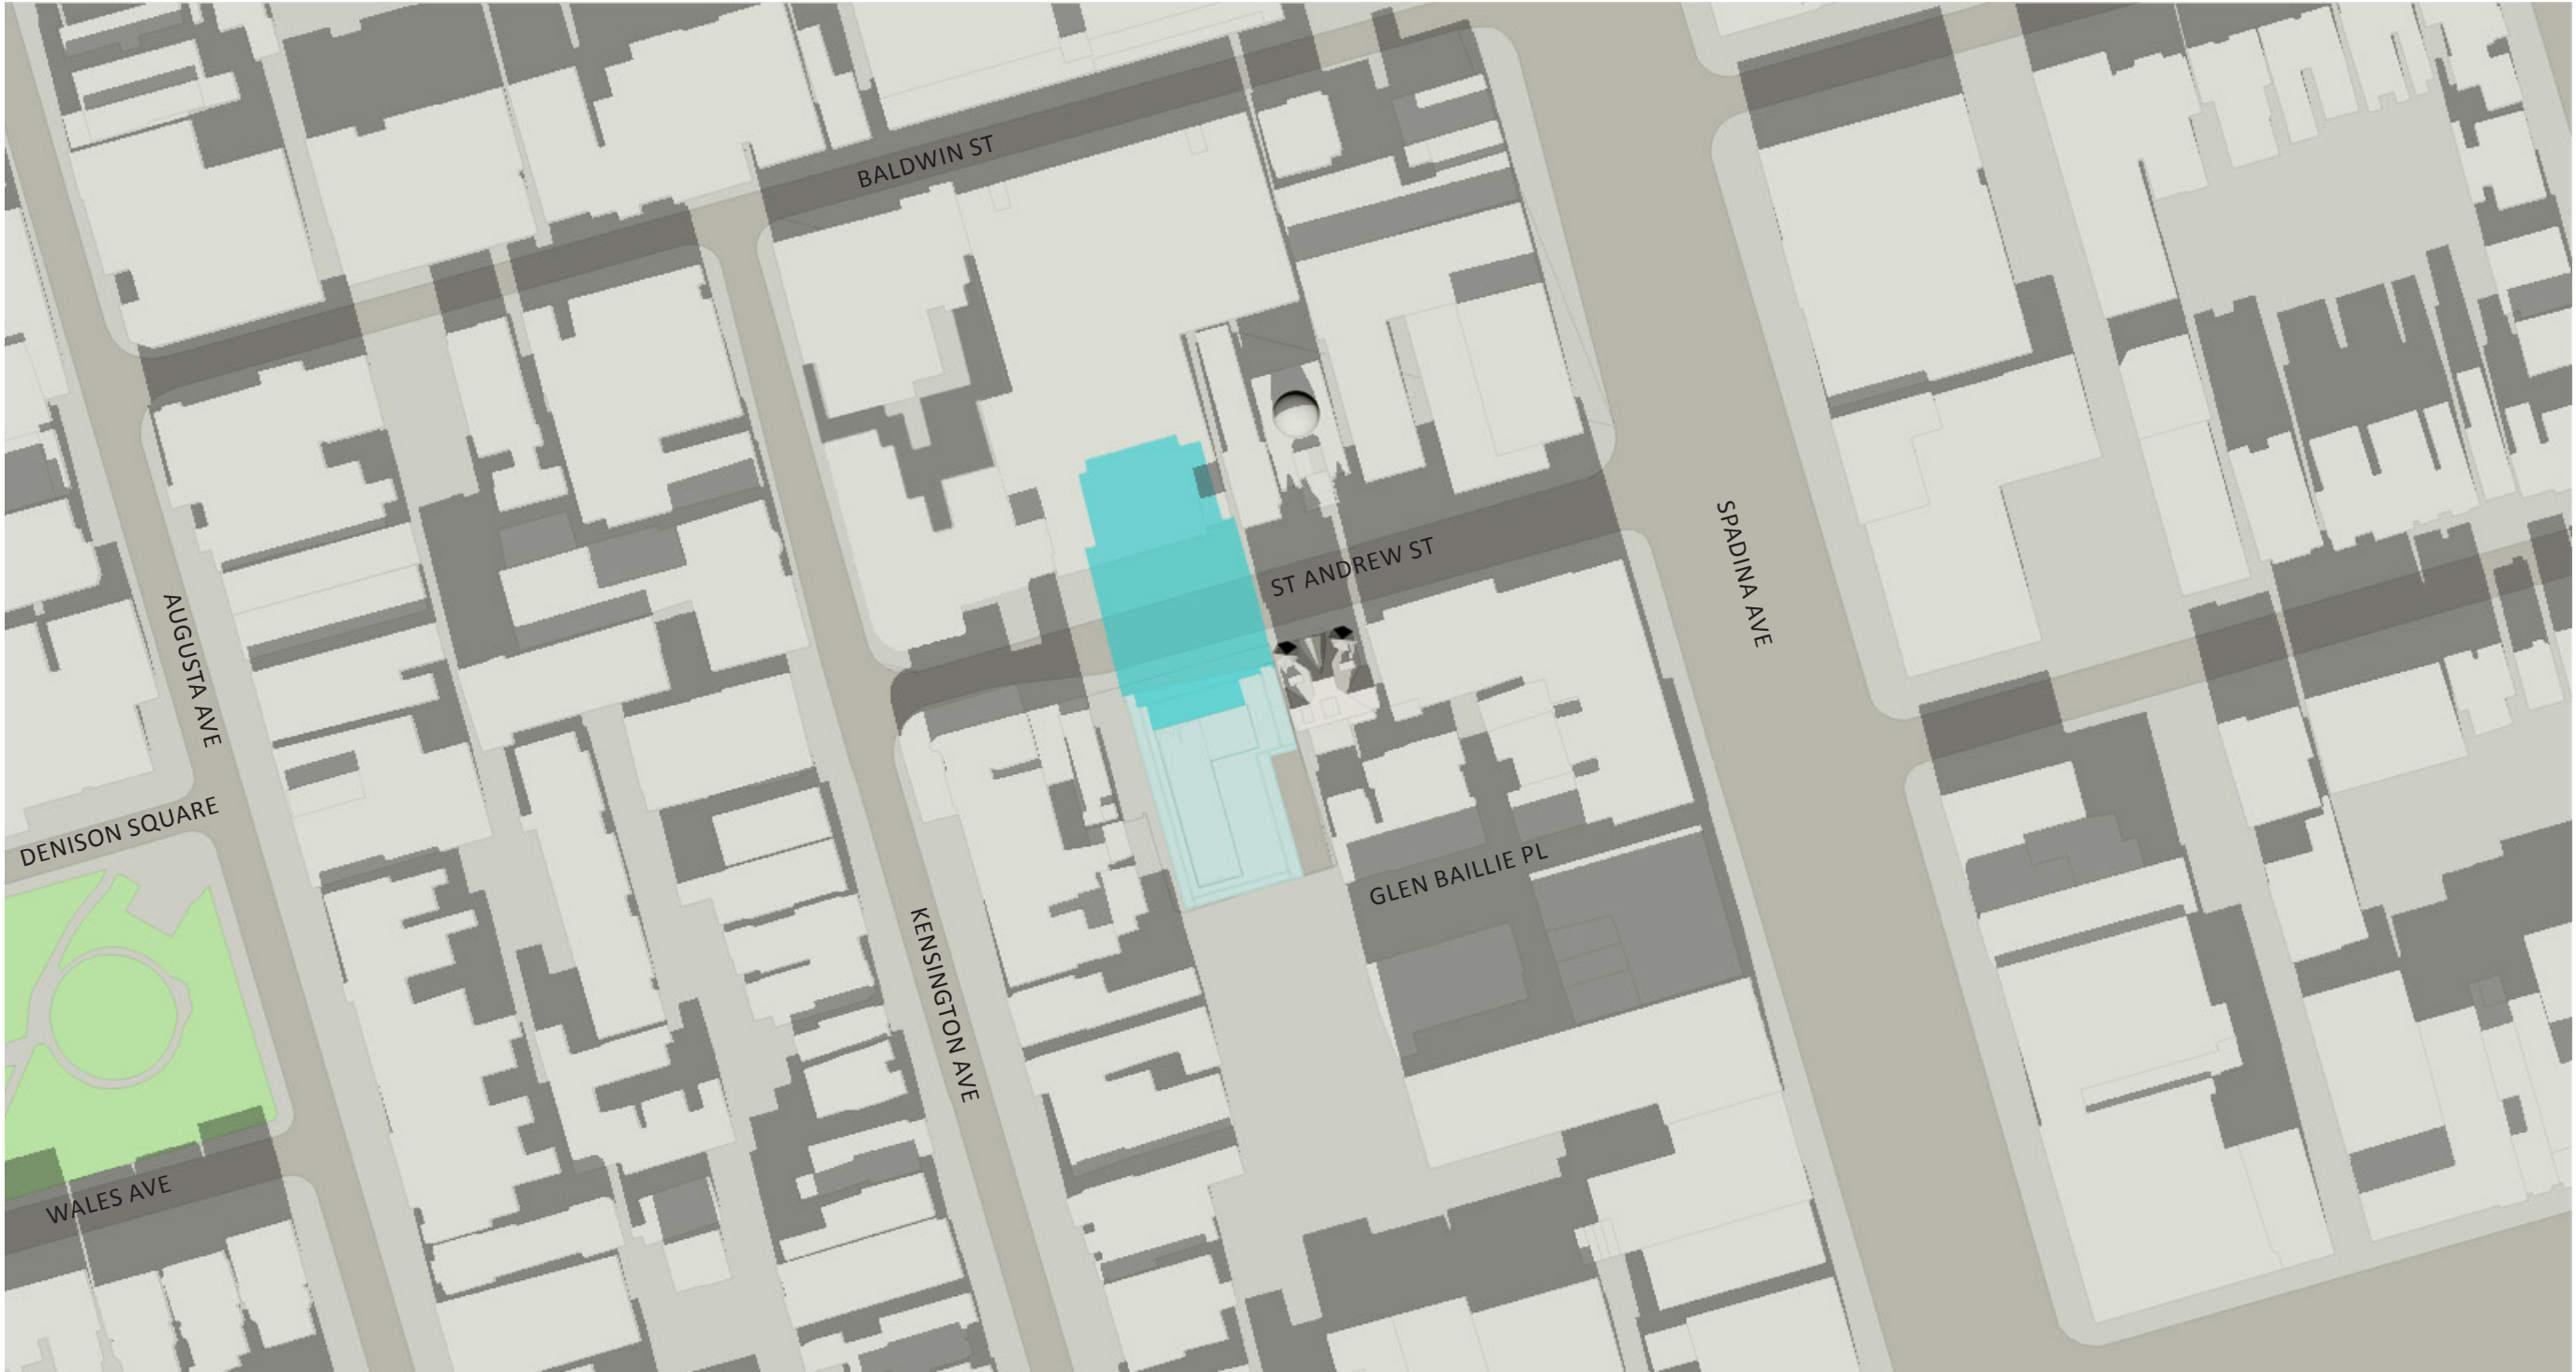 BALDWIN ST
ST ANDREW ST
SPADINA AVE
AUGUSTA AVE
DENISON SQUARE
GLEN BAILLIE PL
KENSINGTON AVE
WALES AVE